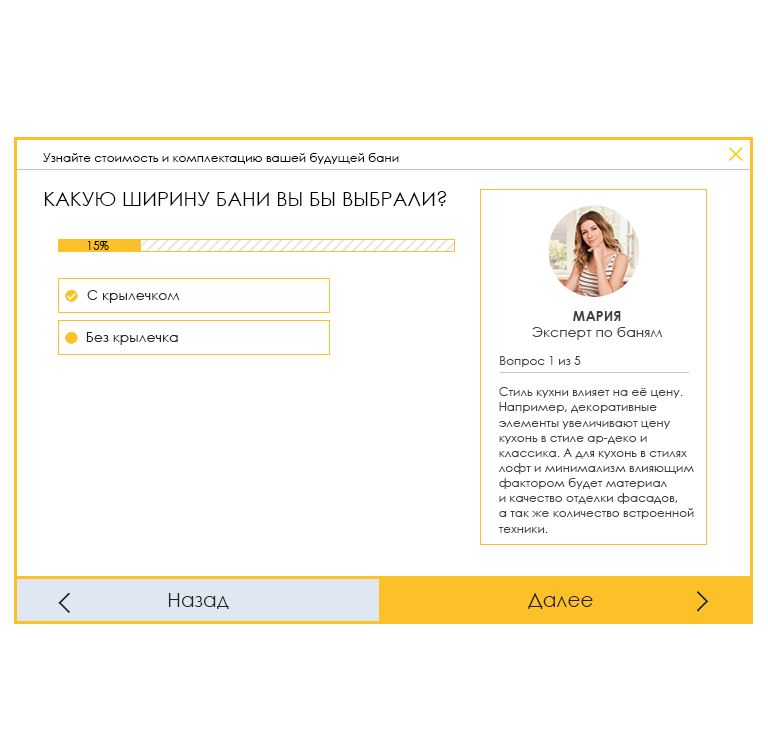 Узнайте стоимость и комплектацию вашей будущей бани
КАКУЮ ШИРИНУ БАНИ ВЫ БЫ ВЫБРАЛИ?
15%
С крылечком
Без крылечка
МАРИЯ
Эксперт по баням
Вопрос 1 из 5
Стиль кухни влияет на её цену.
Например, декоративные
элементы увеличивают цену
кухонь в стиле ар-деко и
классика. А для кухонь в стилях
лофт и минимализм влияющим
фактором будет материал
и качество отделки фасадов,
а так же количество встроенной
техники.
Назад
Далее